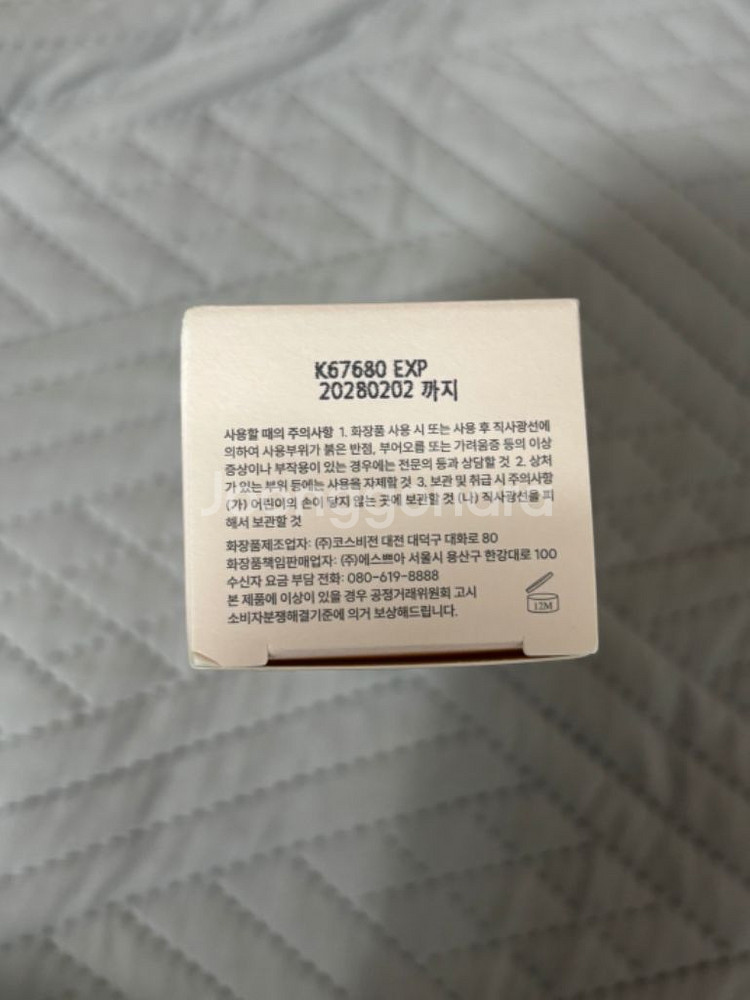 K67680 EXP
20280202 까지
사용할 때의 주의사항 1. 화장품 사용 시 또는 사용 후 직사광선에
의하여 사용부위가 붉은 반점, 부어오름 또는 가려움증 등의 이상
증상이나 부작용이 있는 경우에는 전문의 등과 상담할 것 2. 상처
가 있는 부위 등에는 사용을 자제할 것 3. 보관 및 취급 시 주의사항
(가) 어린이의 손이 닿지 않는 곳에 보관할 것 (나) 직사광선을 피
해서 보관할 것
Joonggonara
화장품제조업자: (주)코스비전 대전 대덕구 대화로 80
화장품책임판매업자: (주)에스쁘아 서울시 용산구 한강대로 100
수신자 요금 부담 전화: 080-619-8888
본 제품에 이상이 있을 경우 공정거래위원회 고시
소비자분쟁해결기준에 의거 보상해드립니다.
12M